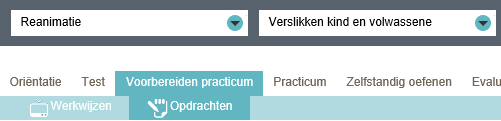 Reanimatie Verslikken kind en volwassene
Oriëntatie Test Voorbereiden practicum Practicum Zelfstandig oefenen Evalu
Werkwijzen Opdrachten